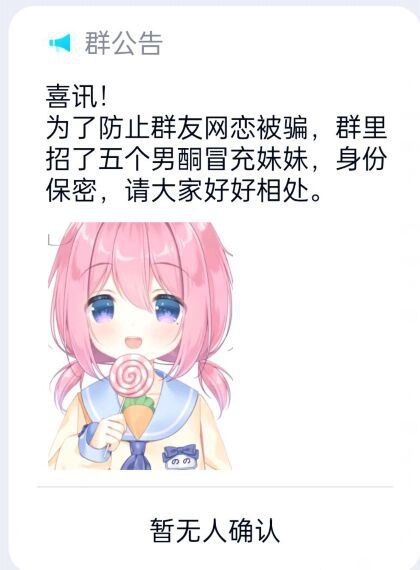 群公告
喜讯!
为了防止群友网恋被骗，群里
招了五个男酮冒充妹妹，身份
保密，请大家好好相处。
暂无人确认